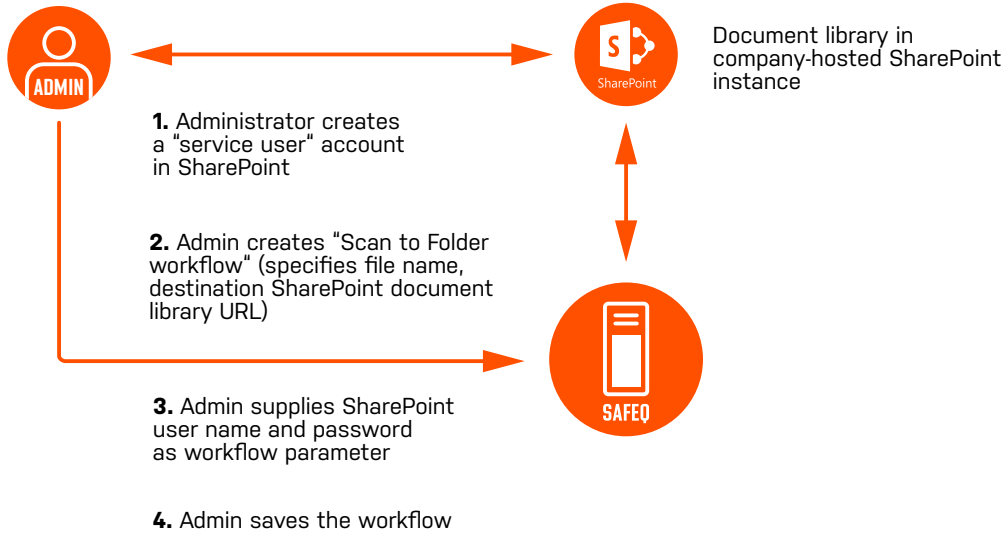 ADMIN
S
SharePoint
Document library in
company-hosted SharePoint
instance
1. Administrator creates
a "service user" account
in SharePoint
2. Admin creates "Scan to Folder
workflow" (specifies file name,
destination SharePoint document
library URL)
SAFEQ
3. Admin supplies SharePoint
user name and password
as workflow parameter
4. Admin saves the workflow